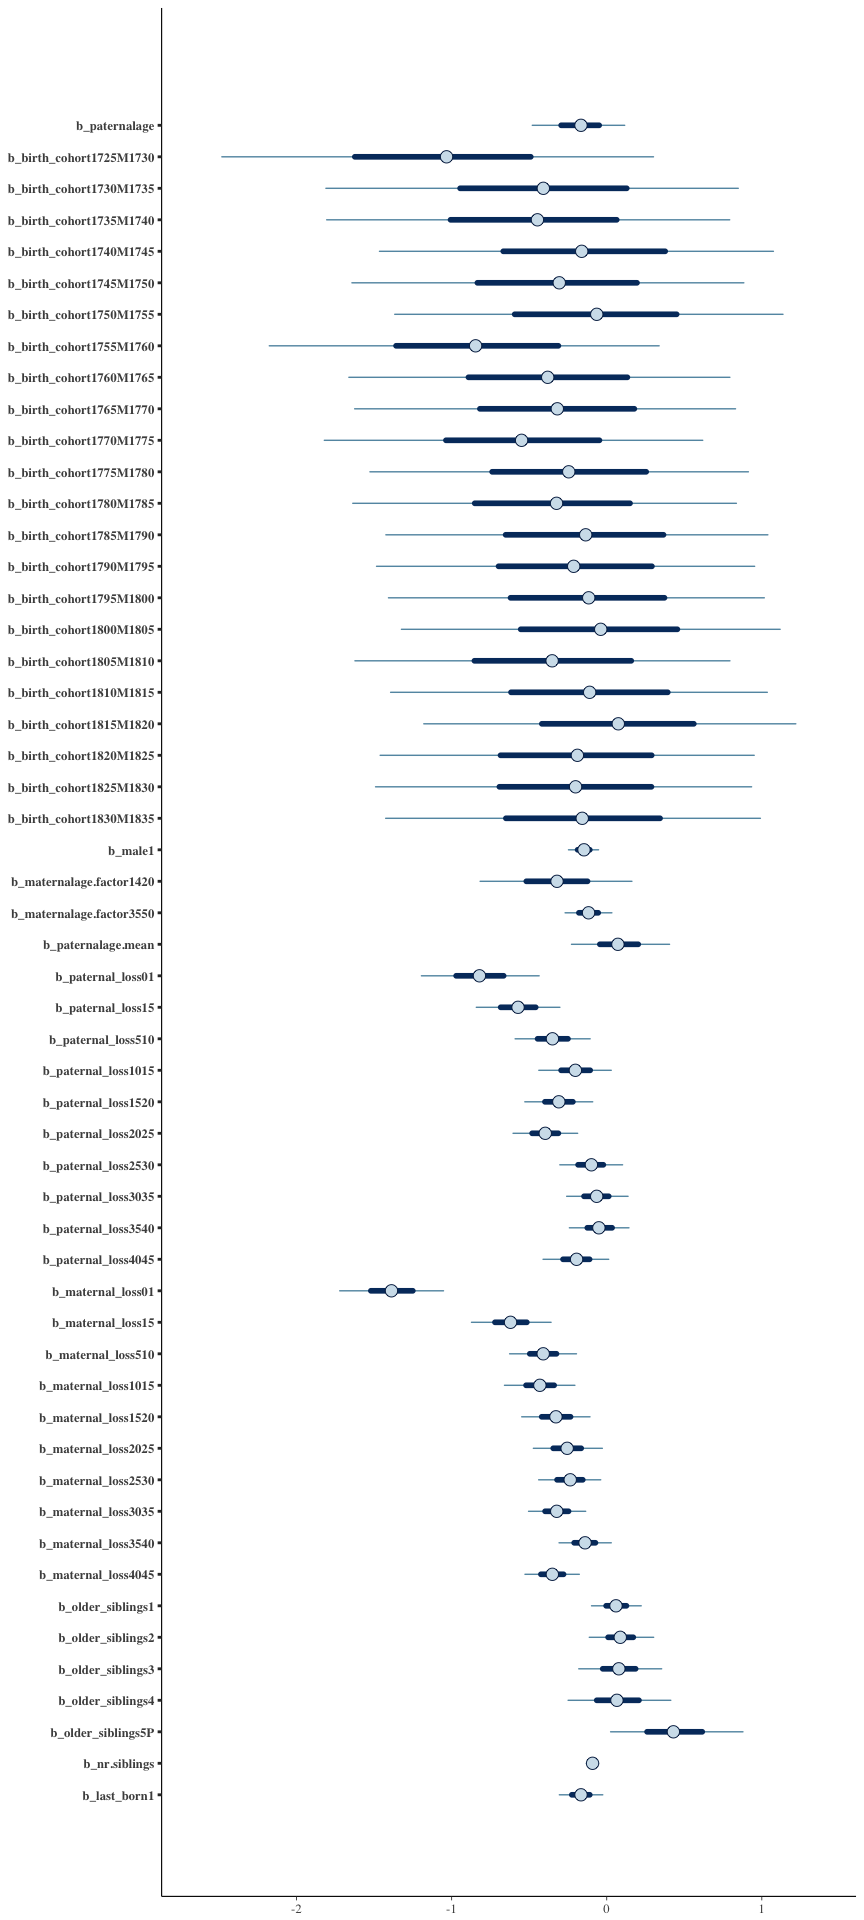 b_paternalage
b_birth_cohort1725M1730
b_birth_cohort1730M1735
b_birth_cohort1735M1740
b_birth_cohort1740M1745
b_birth_cohort1745M1750
b_birth_cohort1750M1755
b_birth_cohort1755M1760
b_birth_cohort1760M1765
b_birth_cohort1765M1770
b_birth_cohort1770M1775
b_birth_cohort1775M1780
b_birth_cohort1780M1785
b_birth_cohort1785M1790
b_birth_cohort1790M1795
b_birth_cohort1795M1800
b_birth_cohort1800M1805
b_birth_cohort1805M1810
b_birth_cohort1810M1815
b_birth_cohort1815M1820
b_birth_cohort1820M1825
b_birth_cohort1825M1830
b_birth_cohort1830M1835
b_male1
b_maternalage.factor1420
b_maternalage.factor3550
b_paternalage.mean
b_paternal_loss01
b_paternal_loss15
b_paternal_loss510
b_paternal_loss1015
b_paternal_loss1520
b_paternal_loss2025
b_paternal_loss2530
b_paternal_loss3035
b_paternal_loss3540
b_paternal_loss4045
b_maternal_loss01
b_maternal_loss15
b_maternal_loss510
b_maternal_loss1015
b_maternal_loss1520
b_maternal_loss2025
b_maternal_loss2530
b_maternal_loss3035
b_maternal_loss3540
b_maternal_loss4045
b_older_siblings1
b_older_siblings2
b_older_siblings3
b_older_siblings4
b_older_siblings5P
b_nr.siblings
b_last_born1
-2 -1 0 1